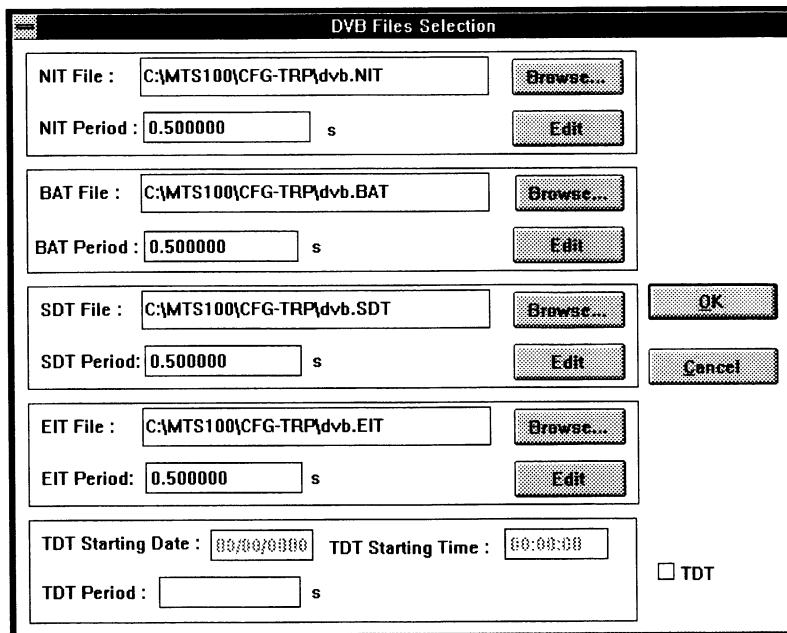 DVB Files Selection
NIT File : C:\MTS100\CFG-TRP\dvb.NIT Browse...
NIT Period : 0.500000 s Edit
BAT File : C:\MTS100\CFG-TRP\dvb.BAT Browse...
BAT Period : 0.500000 s Edit
SDT File : C:\MTS100\CFG-TRP\dvb.SDT Browse...
OK
SDT Period: 0.500000 s Edit
Cancel
EIT File : C:\MTS100\CFG-TRP\dvb.EIT Browse...
EIT Period: 0.500000 s Edit
TDT Starting Date : 00/00/0000 TDT Starting Time : 00:00:00
TDT
TDT Period : s